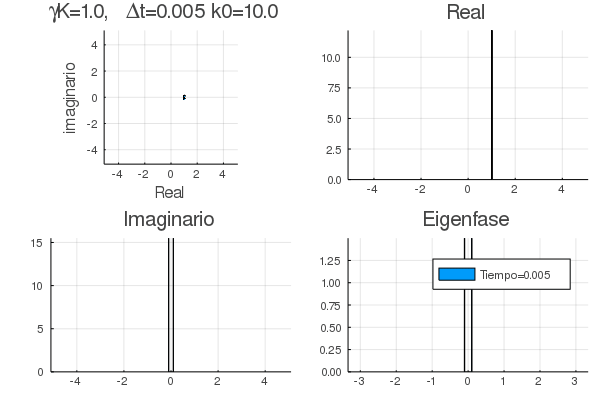 γK=1.0, Δt=0.005 k0=10.0
imaginario
4
2
0
-2
-4
-4 -2 0 2 4
Real
Real
10.0
7.5
5.0
2.5
0.0
-4 -2 0 2 4
Imaginario
15
10
5
0
-4 -2 0 2 4
Eigenfase
Tiempo=0.005
1.25
1.00
0.75
0.50
0.25
0.00
-3 -2 -1 0 1 2 3